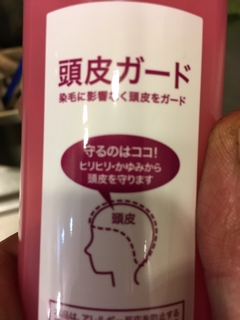 頭皮ガード
染毛に影響なく頭皮をガード
守るのはココ!
ヒリヒリ・かゆみから
頭皮を守ります
頭皮